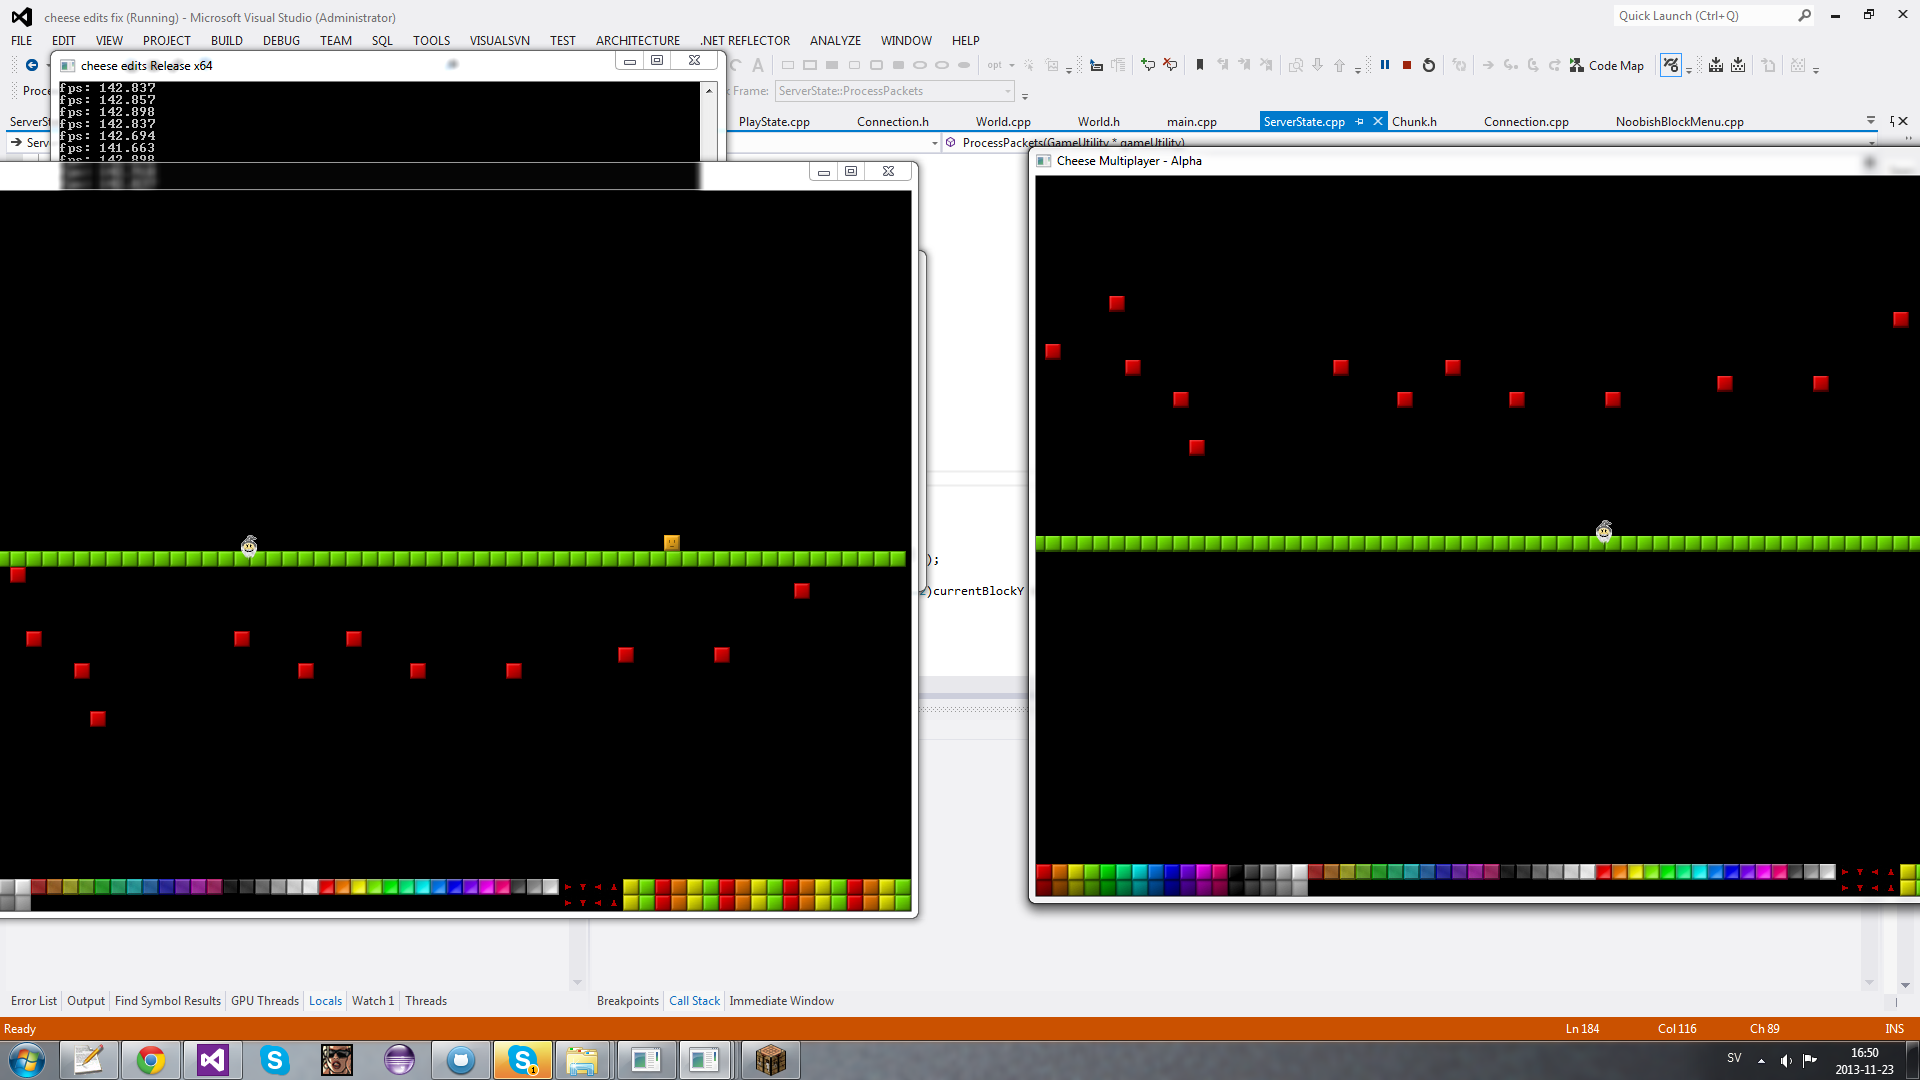 cheese edits fix (Running) - Microsoft Visual Studio (Administrator)
Quick Launch (Ctrl+Q)
FILE EDIT VIEW PROJECT BUILD DEBUG TEAM SQL TOOLS VISUALSVN TEST ARCHITECTURE .NET REFLECTOR ANALYZE WINDOW HELP
cheese edits Release x64
opt
Code Map
Proce
Frame: ServerState::ProcessPackets
fps: 142.837
fps: 142.857
fps: 142.898
fps: 142.837
fps: 142.694
fps: 141.663
fps: 142.898
ServerSt
PlayState.cpp Connection.h World.cpp World.h main.cpp ServerState.cpp Chunk.h Connection.cpp NoobishBlockMenu.cpp
Serv
ProcessPackets(GameUtility * gameUtility)
Cheese Multiplayer - Alpha
);
)currentBlockY
Error List Output Find Symbol Results GPU Threads Locals Watch 1 Threads
Breakpoints Call Stack Immediate Window
Ready
Ln 184 Col 116 Ch 89 INS
1
SV
16:50
2013-11-23